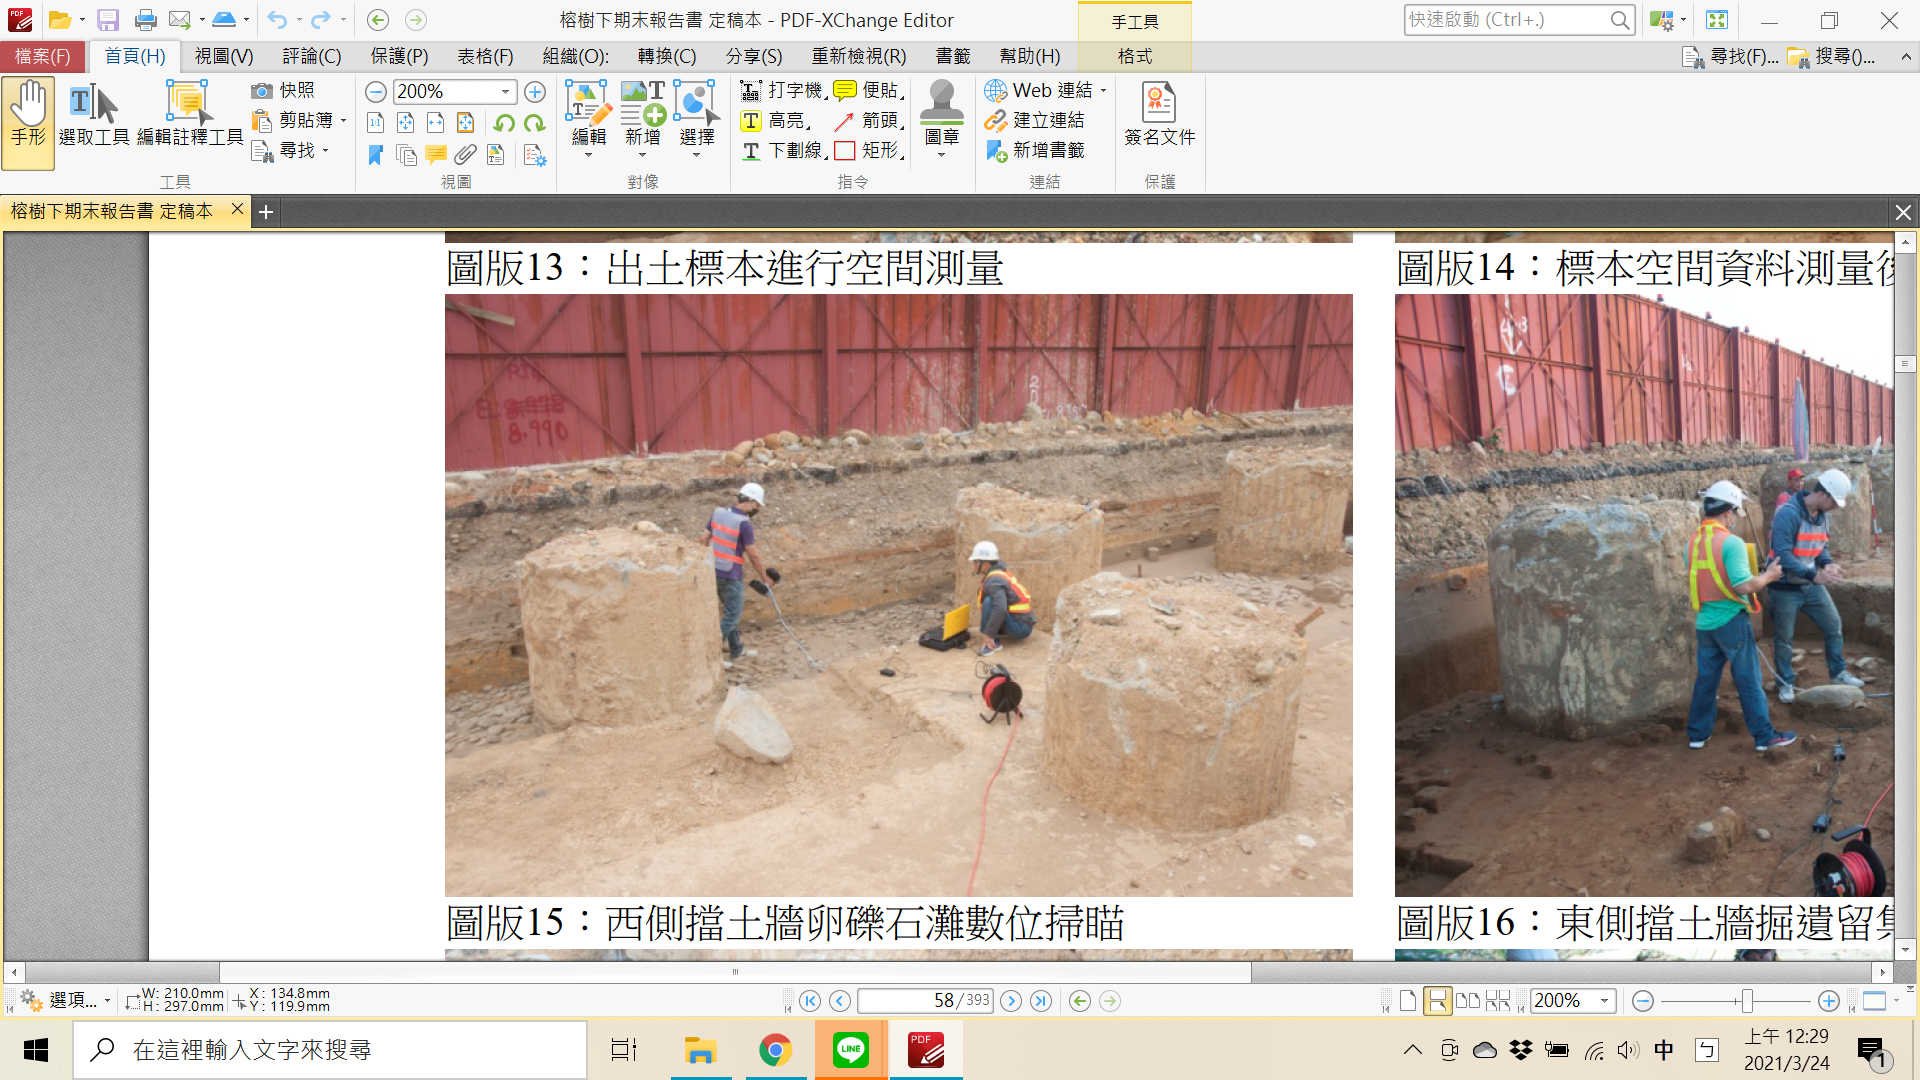 榕樹下期末報告書 定稿本 - PDF-XChange Editor
手工具
快速啟動 (Ctrl+.)
檔案(F)
首頁(H)
視圖(V)
評論(C)
保護(P)
表格(F)
組織(O):
轉換(C)
分享(S)
重新檢視(R)
書籤
幫助(H)
格式
尋找(F)...
搜尋()...
手形
選取工具
編輯註釋工具
快照
剪貼簿
尋找
工具
200%
視圖
編輯
新增
選擇
對像
打字機
高亮
下劃線
便貼
箭頭
矩形
圖章
指令
Web 連結
建立連結
新增書籤
連結
簽名文件
保護
榕樹下期末報告書 定稿本
圖版13：出土標本進行空間測量
圖版14：標本空間資料測量後
8.990
圖版15：西側擋土牆卵礫石灘數位掃瞄
圖版16：東側擋土牆掘遺留集
選項...
W: 210.0mm
H: 297.0mm
X: 134.8mm
Y: 119.9mm
58/393
200%
在這裡輸入文字來搜尋
LINE
PDF
中
ㄅ
上午 12:29
2021/3/24
1